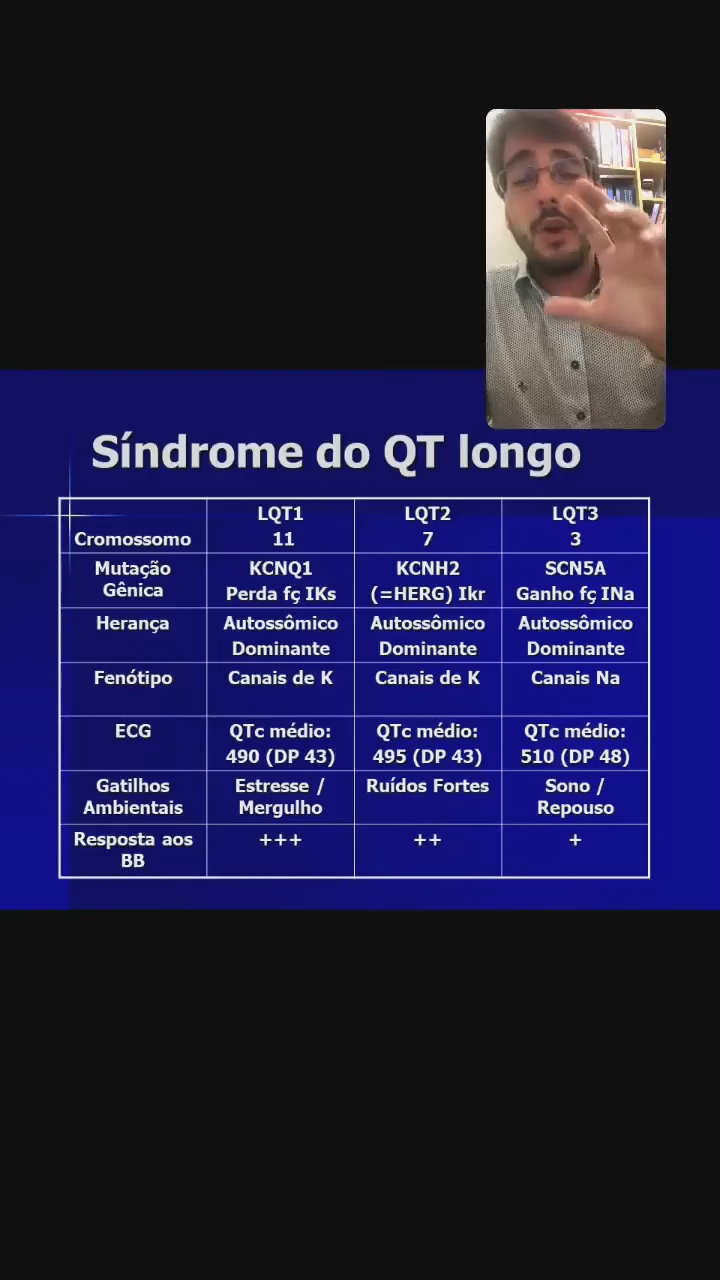 Síndrome do QT longo
Cromossomo
LQT1
11
LQT2
7
LQT3
3
Mutação
Gênica
KCNQ1
Perda fç IKs
KCNH2
(=HERG) Ikr
SCN5A
Ganho fç INa
Herança
Autossômico
Dominante
Autossômico
Dominante
Autossômico
Dominante
Fenótipo
Canais de K
Canais de K
Canais Na
ECG
QTc médio:
490 (DP 43)
QTc médio:
495 (DP 43)
QTc médio:
510 (DP 48)
Gatilhos
Ambientais
Estresse /
Mergulho
Ruídos Fortes
Sono /
Repouso
Resposta aos
BB
+++
++
+